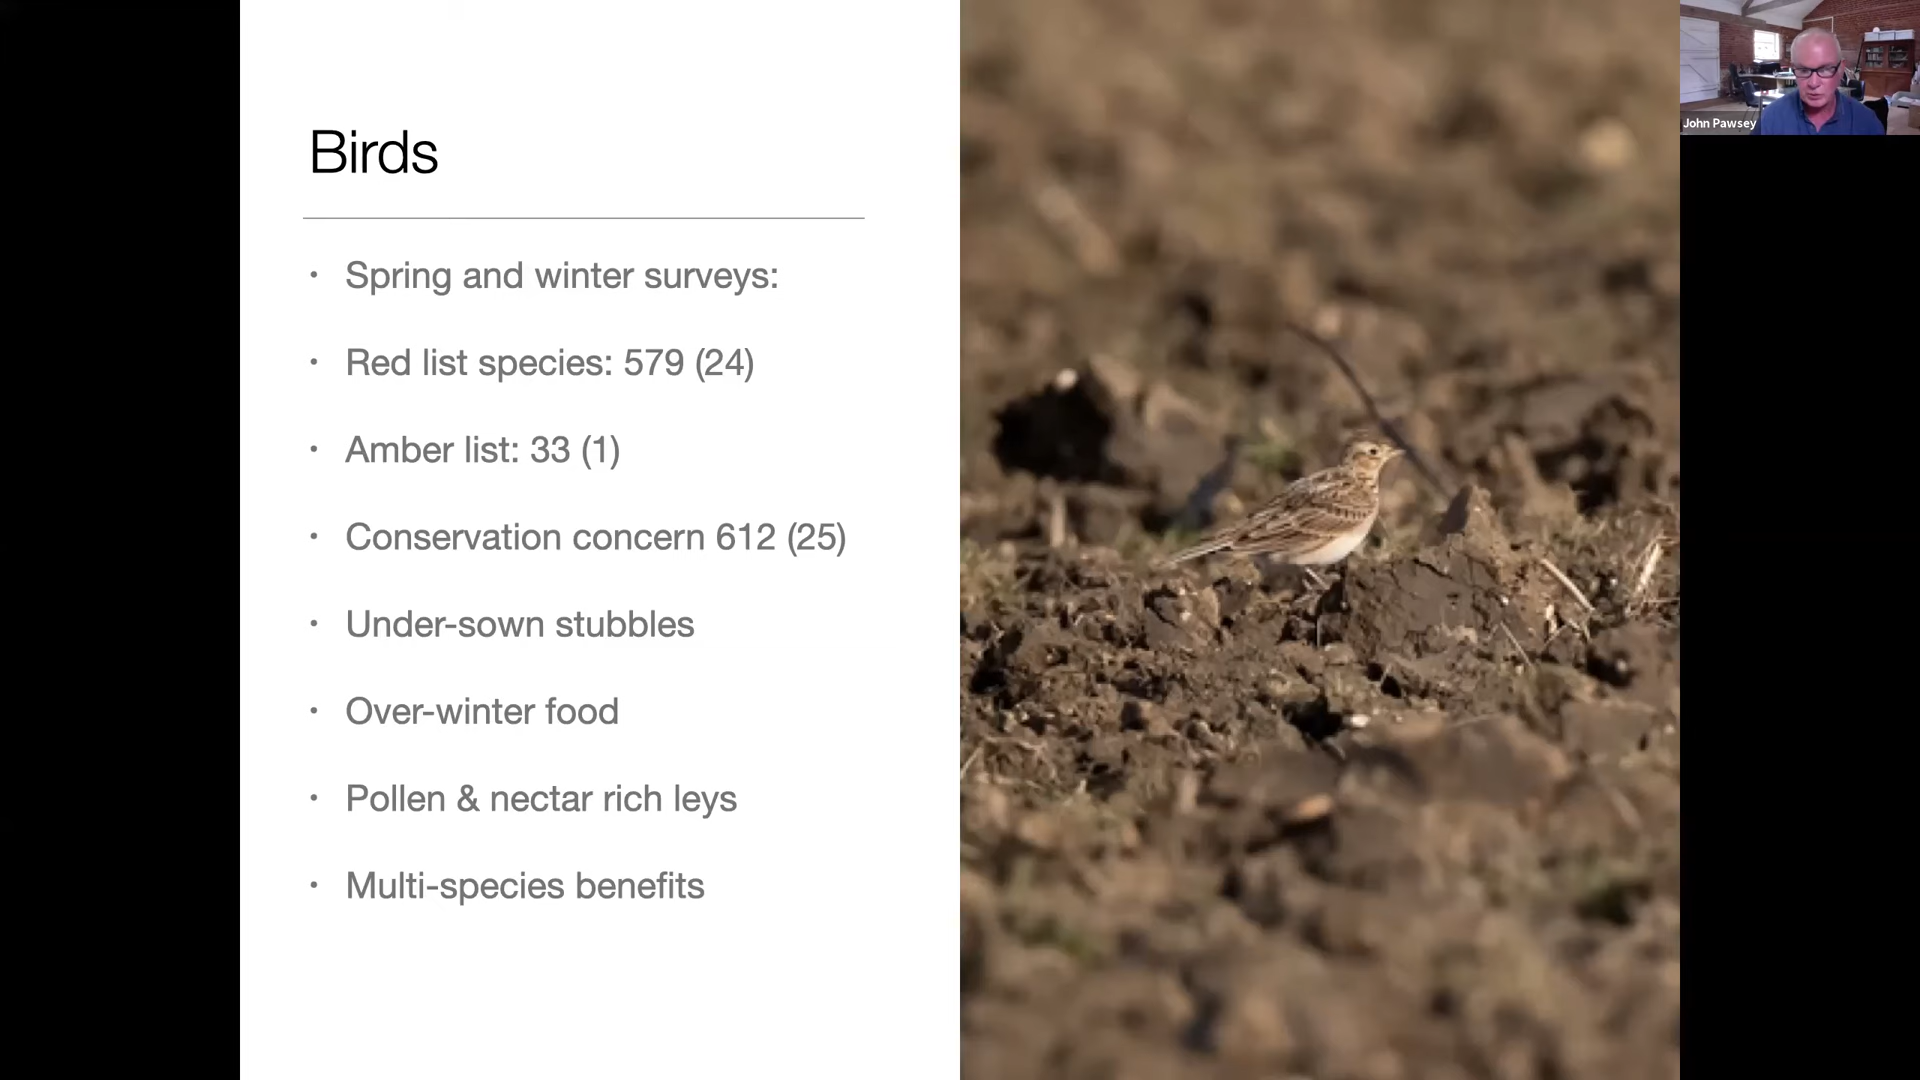 Birds
• Spring and winter surveys:
• Red list species: 579 (24)
• Amber list: 33 (1)
• Conservation concern 612 (25)
• Under-sown stubbles
• Over-winter food
• Pollen & nectar rich leys
• Multi-species benefits
John Pawsey